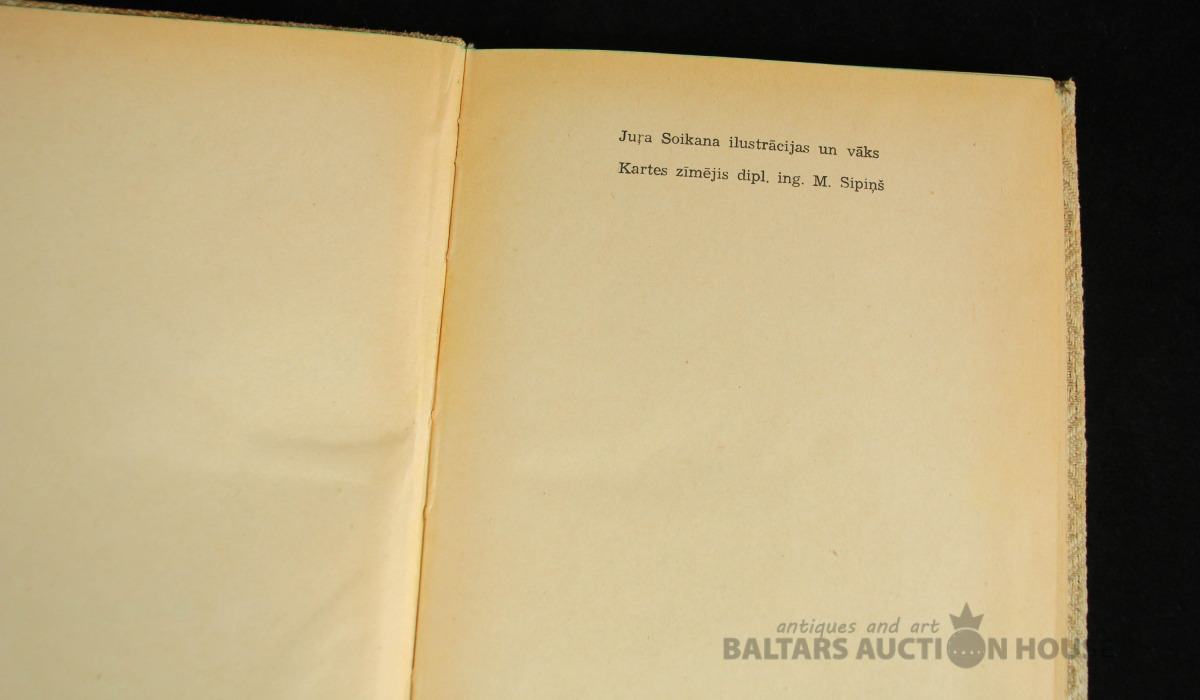 Juŗa Soikana ilustrācijas un vāks
Kartes zīmējis dipl. ing. M. Sipiņš
antiques and art
BALTARS AUCTION HOUSE